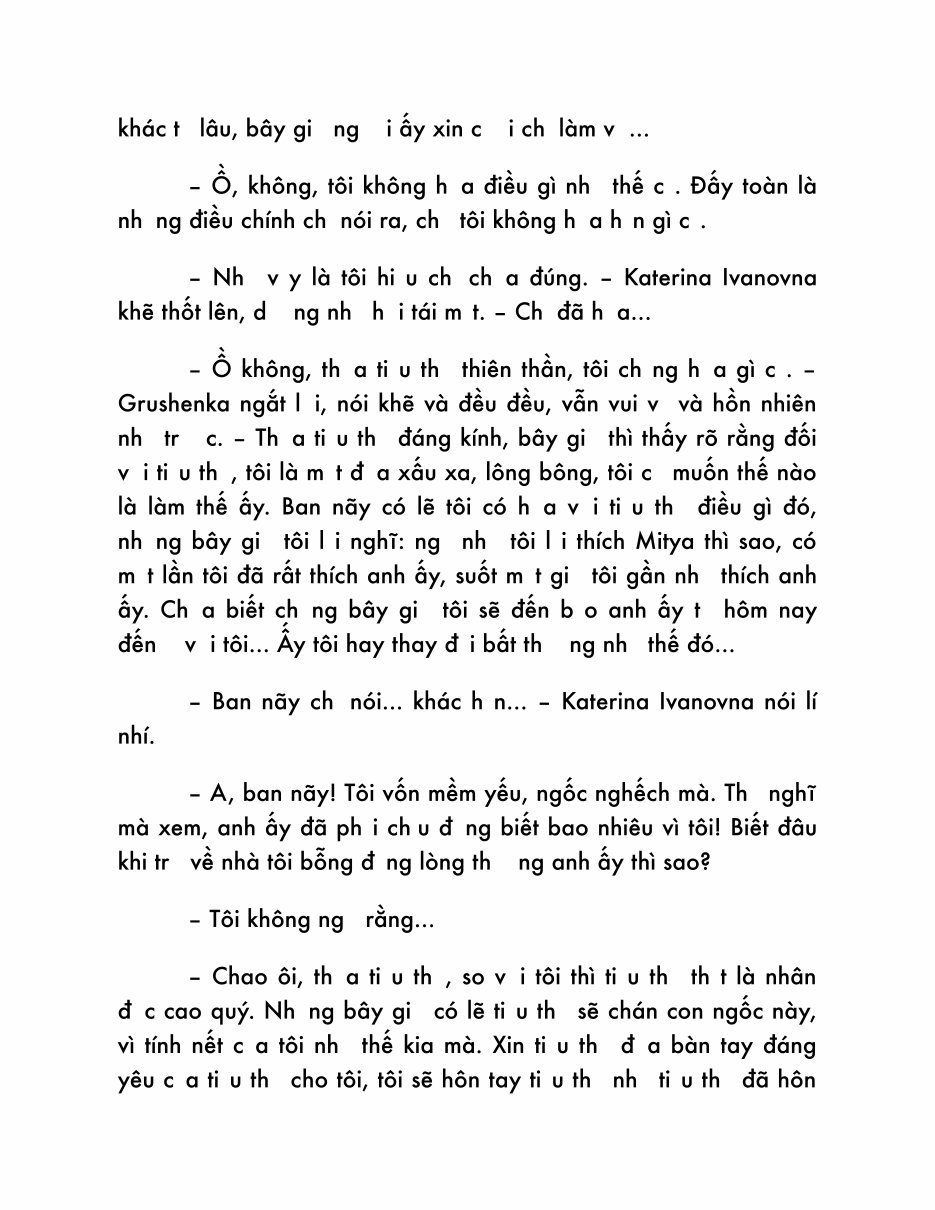 khác t lâu, bây gi ng i ấy xin c i ch làm v ...
– Ồ, không, tôi không h a điều gì nh thế c . Đấy toàn là
nh ng điều chính ch nói ra, ch tôi không h a h n gì c .
– Nh v y là tôi hi u ch ch a đúng. – Katerina Ivanovna
khẽ thốt lên, d ng nh h i tái m t. – Ch đã h a...
– Ồ không, th a ti u th thiên thần, tôi ch ng h a gì c . –
Grushenka ngắt l i, nói khẽ và đều đều, vẫn vui v và hồn nhiên
nh tr c. – Th a ti u th đáng kính, bây gi thì thấy rõ rằng đối
v i ti u th , tôi là m t đ a xấu xa, lông bông, tôi c muốn thế nào
là làm thế ấy. Ban nãy có lẽ tôi có h a v i ti u th điều gì đó,
nh ng bây gi tôi l i nghĩ: ng nh tôi l i thích Mitya thì sao, có
m t lần tôi đã rất thích anh ấy, suốt m t gi tôi gần nh thích anh
ấy. Ch a biết ch ng bây gi tôi sẽ đến b o anh ấy t hôm nay
đến v i tôi... Ấy tôi hay thay đ i bất th ng nh thế đó...
– Ban nãy ch nói... khác h n... – Katerina Ivanovna nói lí
nhí.
– A, ban nãy! Tôi vốn mềm yếu, ngốc nghếch mà. Th nghĩ
mà xem, anh ấy đã ph i ch u đ ng biết bao nhiêu vì tôi! Biết đâu
khi tr về nhà tôi bỗng đ ng lòng th ng anh ấy thì sao?
– Tôi không ng rằng...
– Chao ôi, th a ti u th , so v i tôi thì ti u th th t là nhân
đ c cao quý. Nh ng bây gi có lẽ ti u th sẽ chán con ngốc này,
vì tính nết c a tôi nh thế kia mà. Xin ti u th đ a bàn tay đáng
yêu c a ti u th cho tôi, tôi sẽ hôn tay ti u th nh ti u th đã hôn